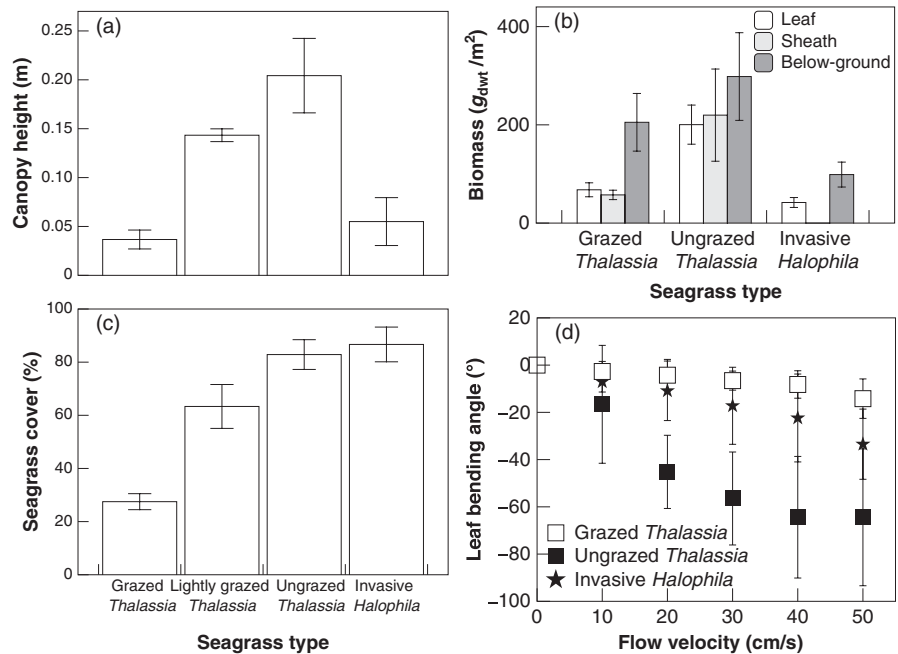 (a)
Canopy height (m)
0.25
0.20
0.15
0.10
0.05
0
(b)
Biomass (g_dwt /m²)
400
200
0
Leaf
Sheath
Below-ground
Grazed Ungrazed Invasive
Thalassia Thalassia Halophila
Seagrass type
(c)
Seagrass cover (%)
100
80
60
40
20
0
Grazed Lightly grazed Ungrazed Invasive
Thalassia Thalassia Thalassia Halophila
Seagrass type
(d)
Leaf bending angle (°)
20
0
−20
−40
−60
−80
−100
Grazed Thalassia
Ungrazed Thalassia
Invasive Halophila
0 10 20 30 40 50
Flow velocity (cm/s)